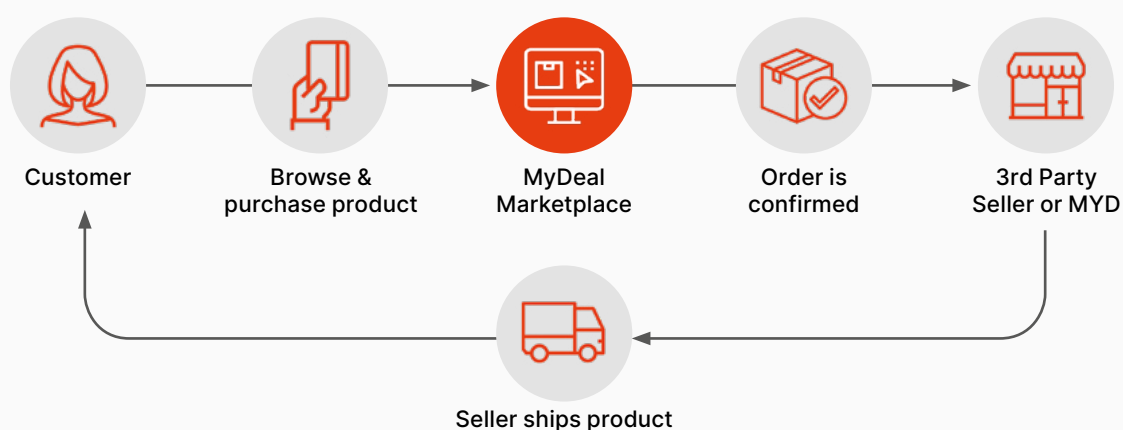 Customer
Browse &
purchase product
MyDeal
Marketplace
Order is
confirmed
3rd Party
Seller or MYD
Seller ships product